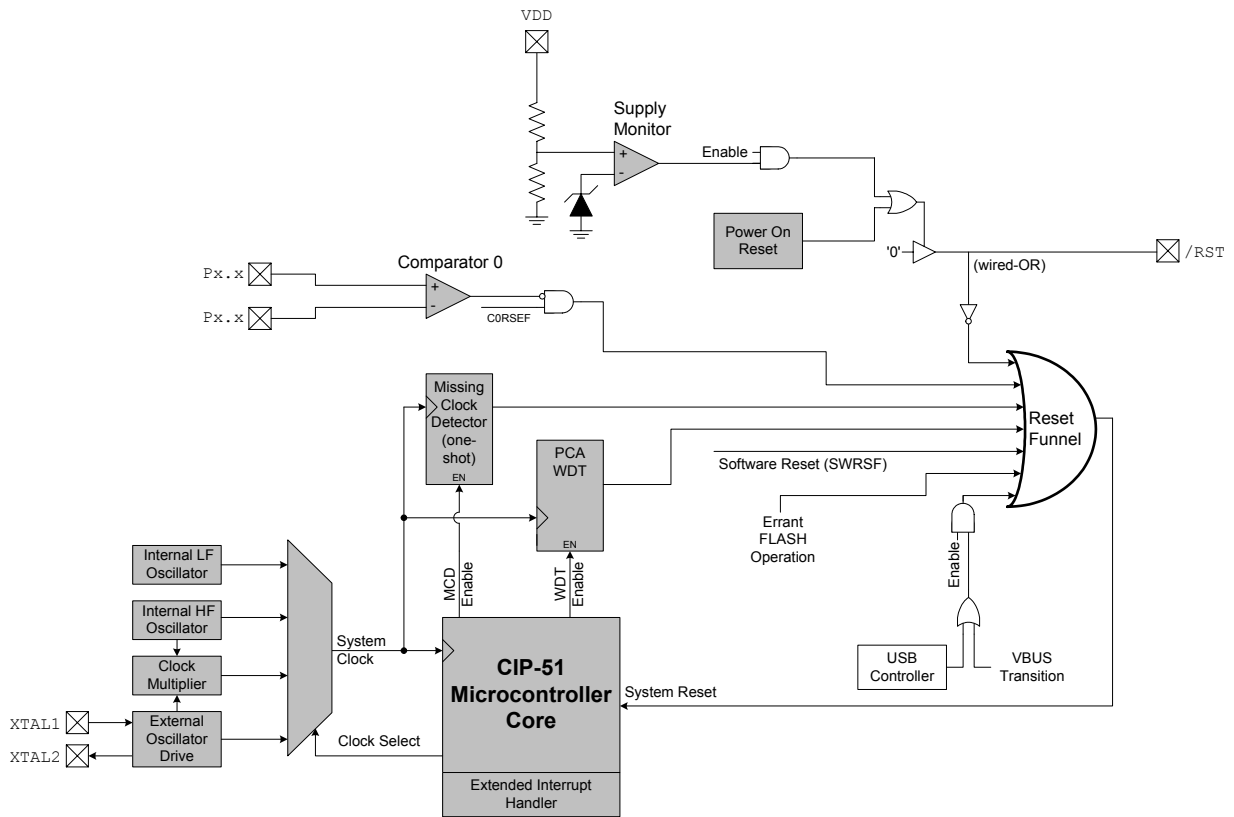 VDD
Supply
Monitor
+
-
Enable
Power On
Reset
'0'
(wired-OR)
/RST
Px.x
Px.x
Comparator 0
+
-
C0RSEF
Missing
Clock
Detector
(one-
shot)
EN
PCA
WDT
EN
Software Reset (SWRSF)
Errant
FLASH
Operation
Reset
Funnel
Enable
USB
Controller
VBUS
Transition
Internal LF
Oscillator
Internal HF
Oscillator
Clock
Multiplier
External
Oscillator
Drive
XTAL1
XTAL2
System
Clock
Clock Select
MCD
Enable
WDT
Enable
CIP-51
Microcontroller
Core
System Reset
Extended Interrupt
Handler